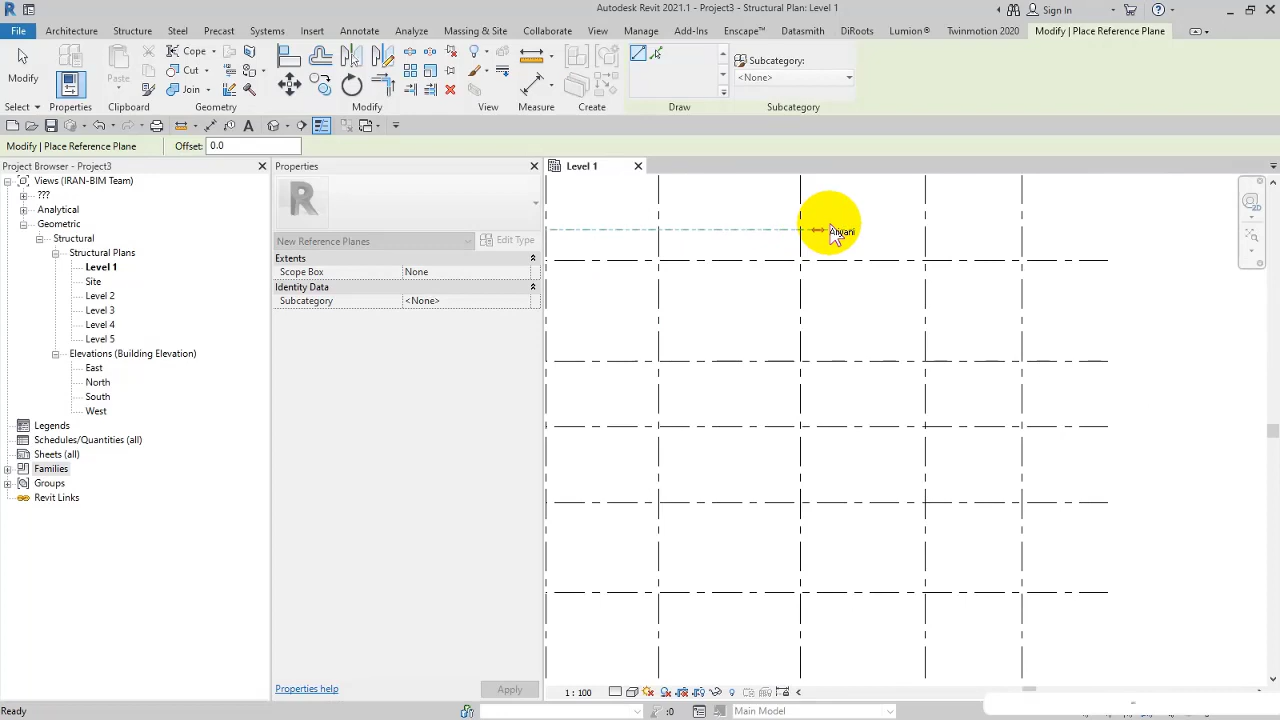 Autodesk Revit 2021.1 - Project3 - Structural Plan: Level 1
Sign In
File Architecture Structure Steel Precast Systems Insert Annotate Analyze Massing & Site Collaborate View Manage Add-Ins Enscape™ Datasmith DiRoots Lumion® Twinmotion 2020 Modify | Place Reference Plane
Modify
Paste
Cope
Cut
Join
Subcategory:
<None>
Select Properties Clipboard Geometry Modify View Measure Create Draw Subcategory
Modify | Place Reference Plane Offset: 0.0
Project Browser - Project3
Properties
Level 1
Views (IRAN-BIM Team)
???
Analytical
Geometric
Structural
Structural Plans
Level 1
Site
Level 2
Level 3
Level 4
Level 5
Elevations (Building Elevation)
East
North
South
West
Legends
Schedules/Quantities (all)
Sheets (all)
Families
Groups
Revit Links
New Reference Planes
Edit Type
Extents
Scope Box None
Identity Data
Subcategory <None>
Properties help
Apply
2D
1 : 100
Ready
:0
Main Model